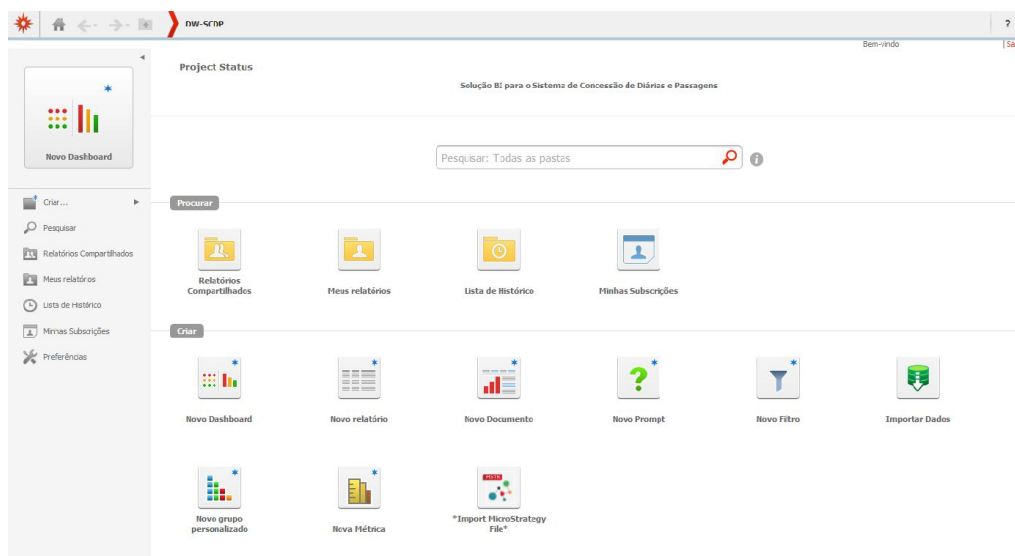 DW-SCDP
?
Bem-vindo
| Sa
Project Status
Solução BI para o Sistema de Concessão de Diárias e Passagens
Novo Dashboard
Pesquisar: Todas as pastas
i
Criar...
Pesquisar
Relatórios Compartilhados
Meus relatóros
Lista de Histórico
Minhas Subscrições
Preferências
Procurar
Relatórios
Compartilhados
Meus relatórios
Lista de Histórico
Minhas Subscrições
Criar
Novo Dashboard
Novo relatório
Novo Documento
Novo Prompt
Novo Filtro
Importar Dados
Novo grupo
personalizado
Nova Métrica
MSTR
*Import MicroStrategy
File*